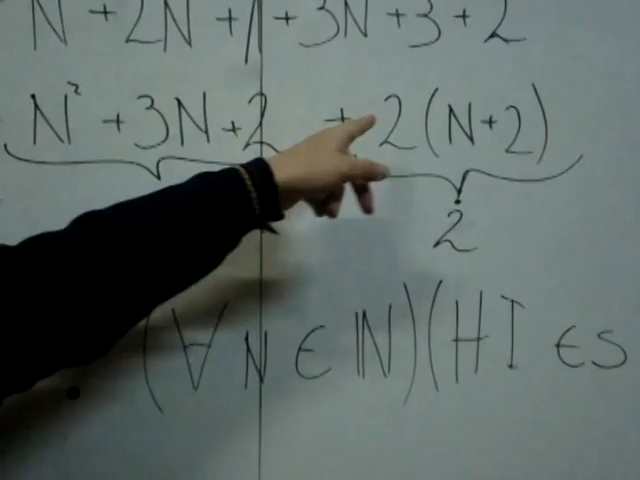 N + 2N + 1 + 3N + 3 + 2
N² + 3N + 2 + 2(N+2)
2
(∀ N ∈ ℕ)(HI ES